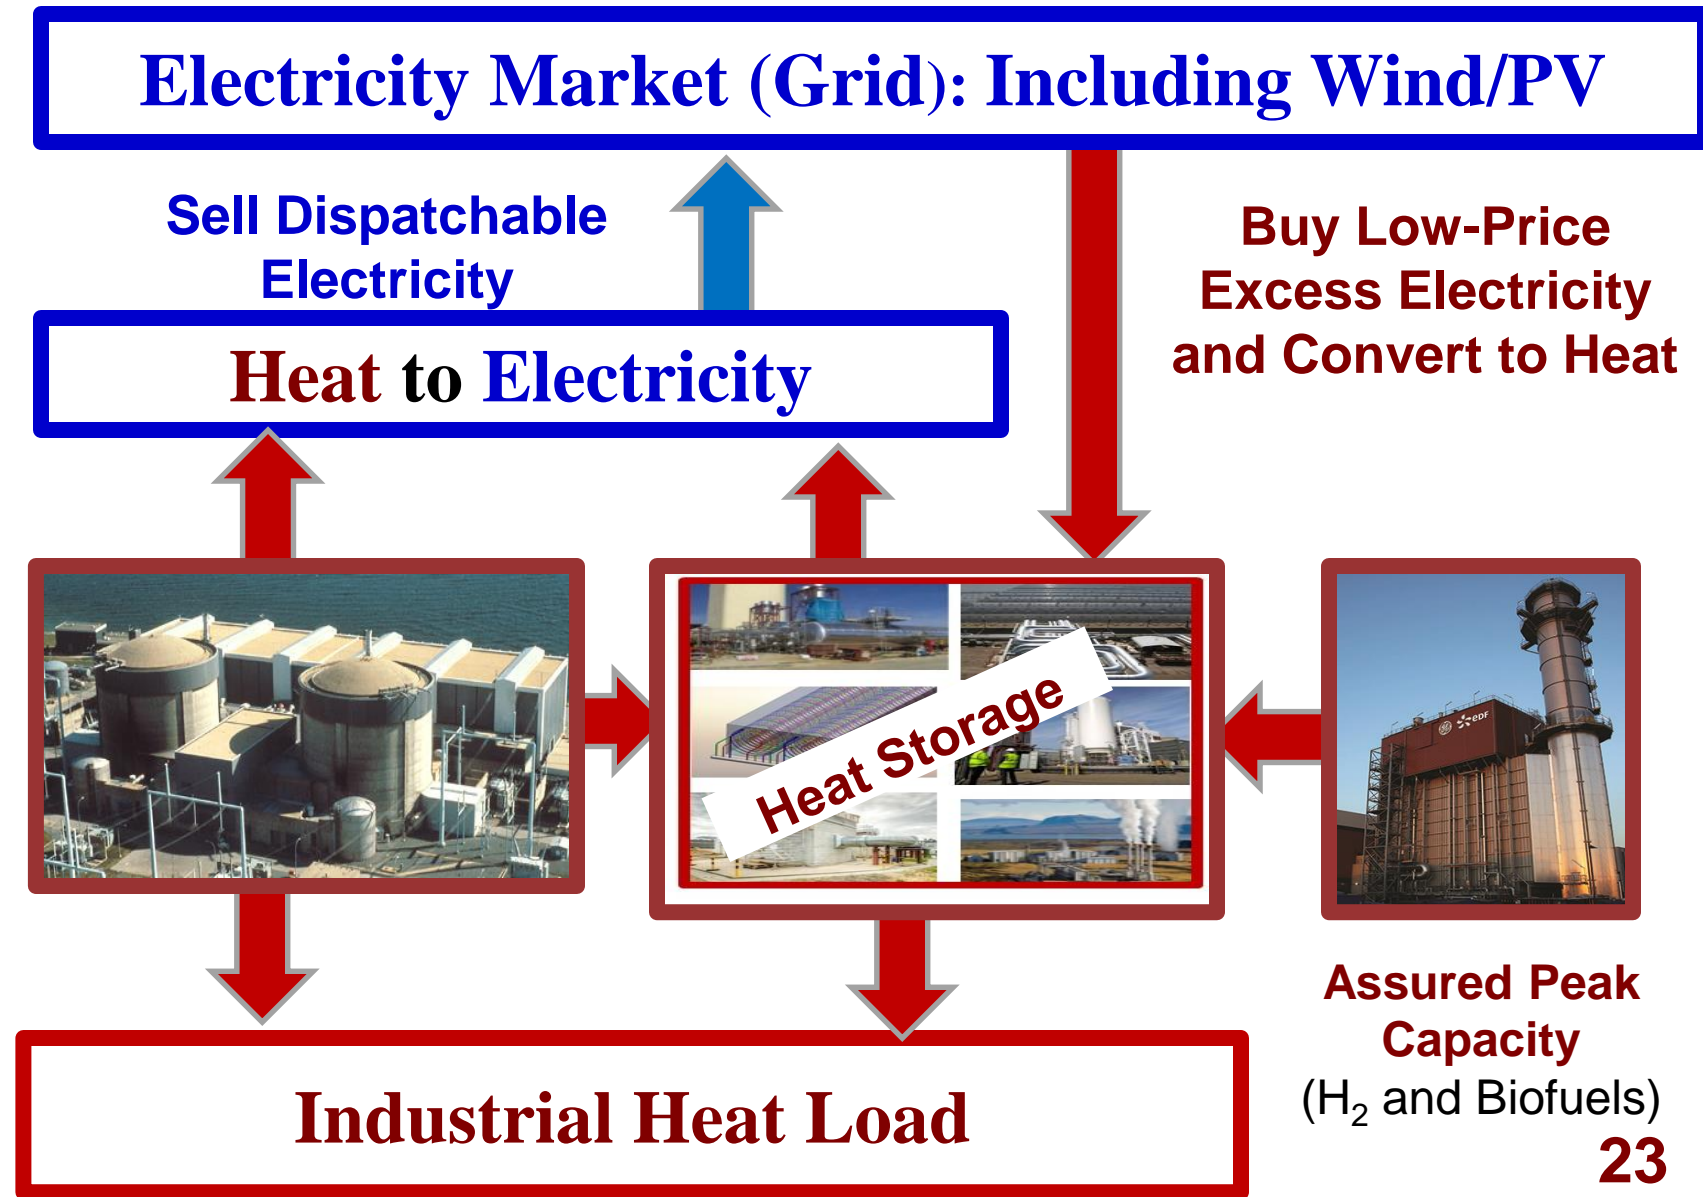 Electricity Market (Grid): Including Wind/PV
Sell Dispatchable
Electricity
Buy Low-Price
Excess Electricity
and Convert to Heat
Heat to Electricity
Heat Storage
edF
Assured Peak
Capacity
(H₂ and Biofuels)
Industrial Heat Load
23